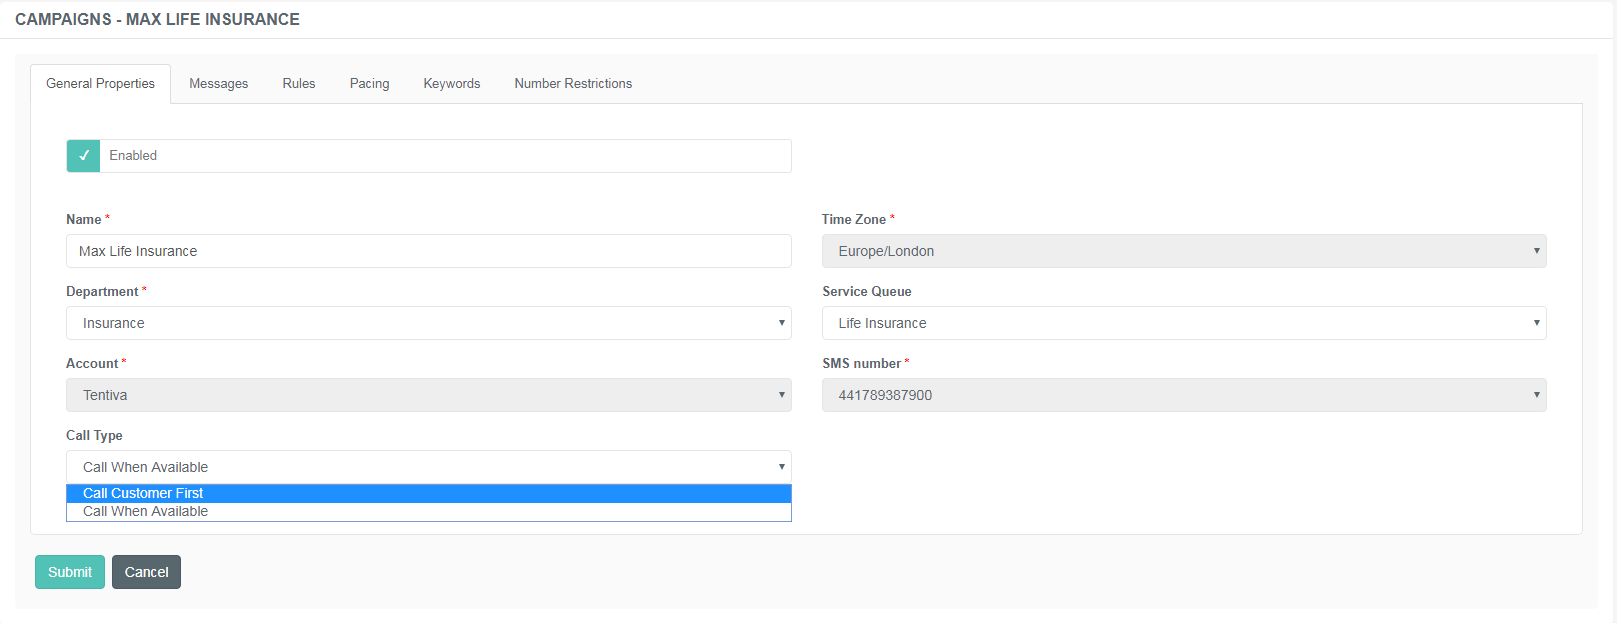 CAMPAIGNS - MAX LIFE INSURANCE
General Properties Messages Rules Pacing Keywords Number Restrictions
Enabled
Name * Time Zone *
Max Life Insurance Europe/London
Department * Service Queue
Insurance Life Insurance
Account * SMS number *
Tentiva 441789387900
Call Type
Call When Available
Call Customer First
Call When Available
Submit Cancel